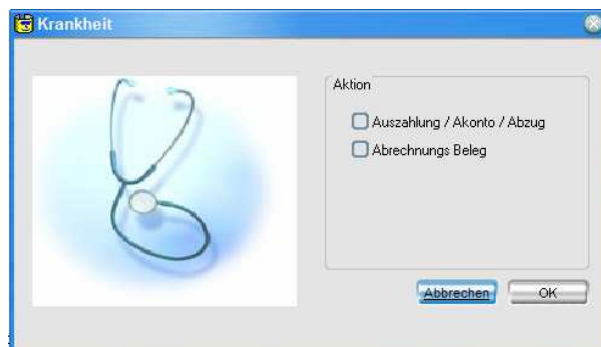 Krankheit
Aktion
Auszahlung / Akonto / Abzug
Abrechnungs Beleg
Abbrechen
OK